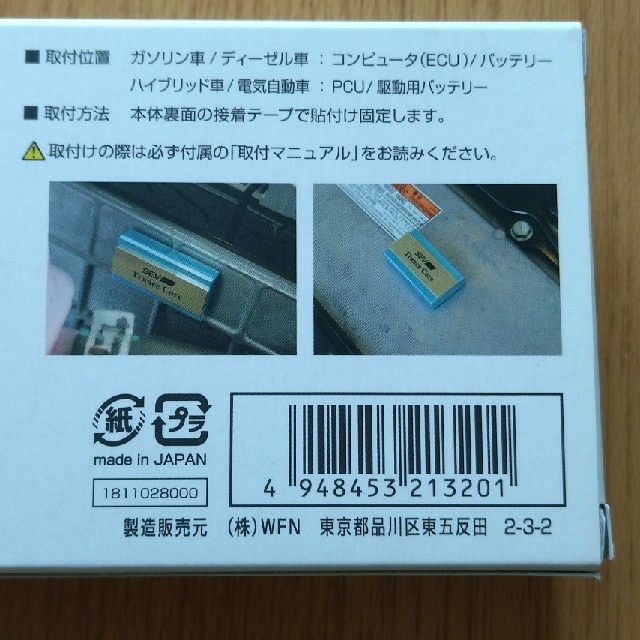 ■ 取付位置 ガソリン車 / ディーゼル車 : コンピュータ(ECU) / バッテリー
ハイブリッド車 / 電気自動車 : PCU / 駆動用バッテリー
■ 取付方法 本体裏面の接着テープで貼付け固定します。
取付けの際は必ず付属の「取付マニュアル」をお読みください。
SEV
Trance Core
SEV
Trance Core
紙 プラ
made in JAPAN
1811028000
4 948453 213201
製造販売元 (株)WFN 東京都品川区東五反田 2-3-2